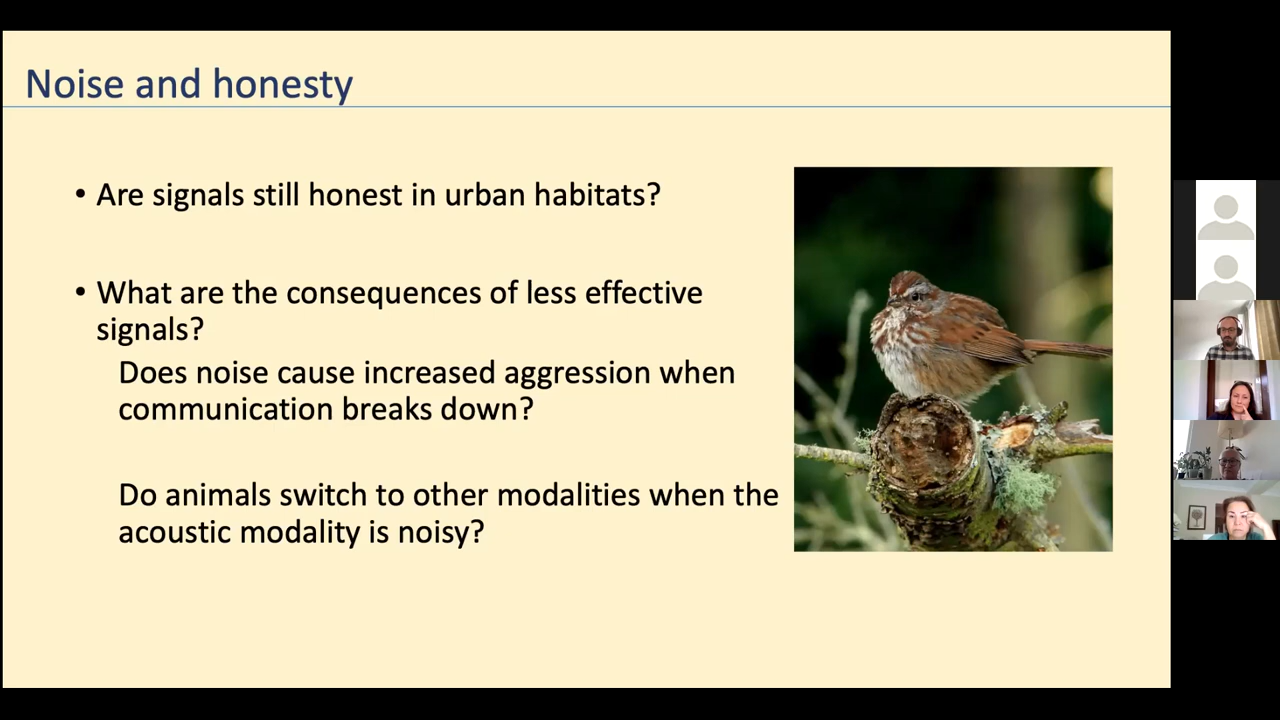 Noise and honesty
• Are signals still honest in urban habitats?
• What are the consequences of less effective
signals?
Does noise cause increased aggression when
communication breaks down?
Do animals switch to other modalities when the
acoustic modality is noisy?